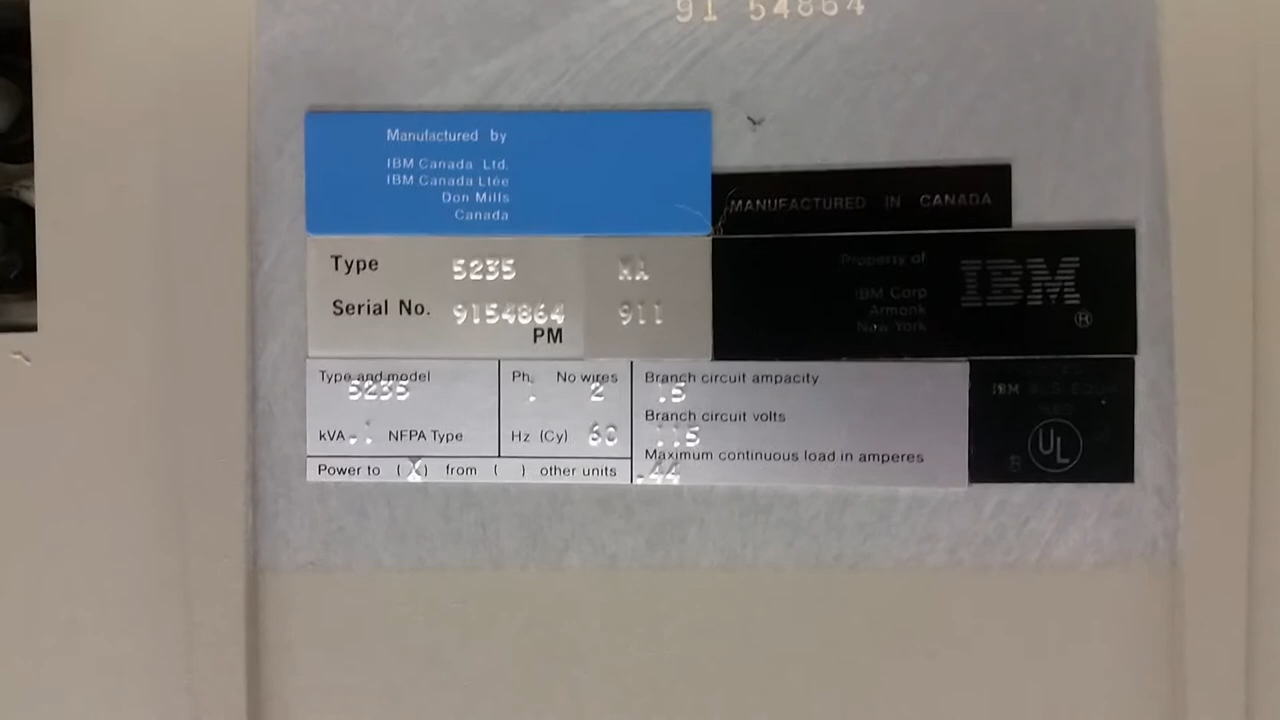 91 54864
Manufactured by
IBM Canada Ltd.
IBM Canada Ltée
Don Mills
Canada
MANUFACTURED IN CANADA
Type 5235
Serial No. 9154864 911
PM
Property of
IBM Corp
Armonk
New York
IBM
®
Type and model
5235
kVA . . NFPA Type
Ph. No wires
. 2
Hz (Cy) 60
Power to (X) from ( ) other units
Branch circuit ampacity
.5
Branch circuit volts
115
Maximum continuous load in amperes
.44
IBM
UL
®